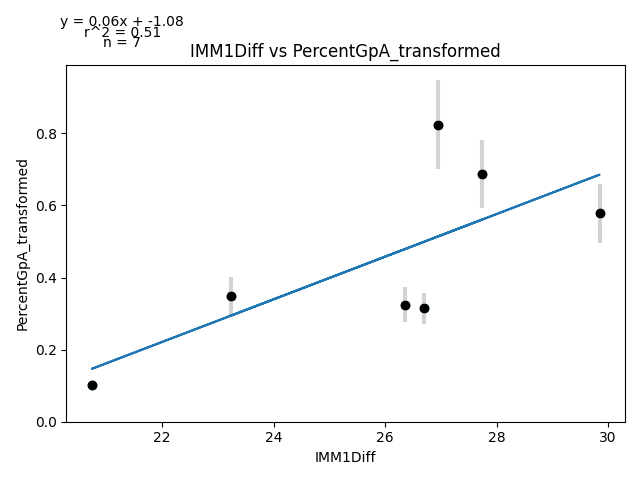 y = 0.06x + -1.08
r^2 = 0.51
n = 7
IMM1Diff vs PercentGpA_transformed
PercentGpA_transformed
0.8
0.6
0.4
0.2
0.0
22 24 26 28 30
IMM1Diff